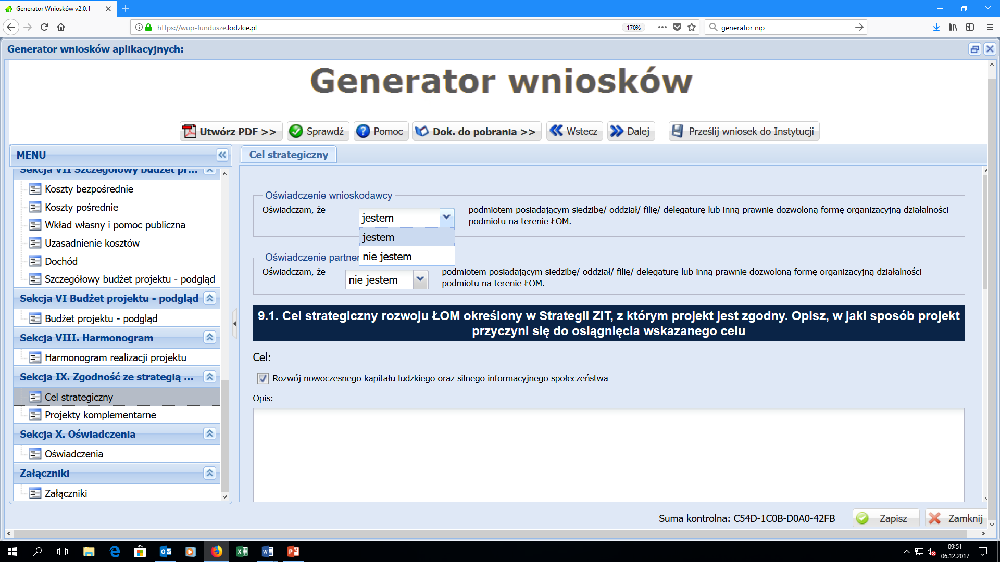 Generator Wniosków v2.0.1
https://wup-fundusze.lodzkie.pl
170%
generator nip
Generator wniosków aplikacyjnych:
Generator wniosków
Utwórz PDF >>
Sprawdź
Pomoc
Dok. do pobrania >>
Wstecz
Dalej
Prześlij wniosek do Instytucji
MENU
Sekcja VII Szczegółowy budżet pr...
Koszty bezpośrednie
Koszty pośrednie
Wkład własny i pomoc publiczna
Uzasadnienie kosztów
Dochód
Szczegółowy budżet projektu - podgląd
Sekcja VI Budżet projektu - podgląd
Budżet projektu - podgląd
Sekcja VIII. Harmonogram
Harmonogram realizacji projektu
Sekcja IX. Zgodność ze strategią ...
Cel strategiczny
Projekty komplementarne
Sekcja X. Oświadczenia
Oświadczenia
Załączniki
Załączniki
Cel strategiczny
Oświadczenie wnioskodawcy
Oświadczam, że
jestem
podmiotem posiadającym siedzibę/ oddział/ filię/ delegaturę lub inną prawnie dozwoloną formę organizacyjną działalności
podmiotu na terenie ŁOM.
jestem
nie jestem
Oświadczenie partner
Oświadczam, że
nie jestem
podmiotem posiadającym siedzibę/ oddział/ filię/ delegaturę lub inną prawnie dozwoloną formę organizacyjną działalności
podmiotu na terenie ŁOM.
9.1. Cel strategiczny rozwoju ŁOM określony w Strategii ZIT, z którym projekt jest zgodny. Opisz, w jaki sposób projekt
przyczyni się do osiągnięcia wskazanego celu
Cel:
Rozwój nowoczesnego kapitału ludzkiego oraz silnego informacyjnego społeczeństwa
Opis:
Suma kontrolna: C54D-1C0B-D0A0-42FB
Zapisz
Zamknij
09:51
06.12.2017